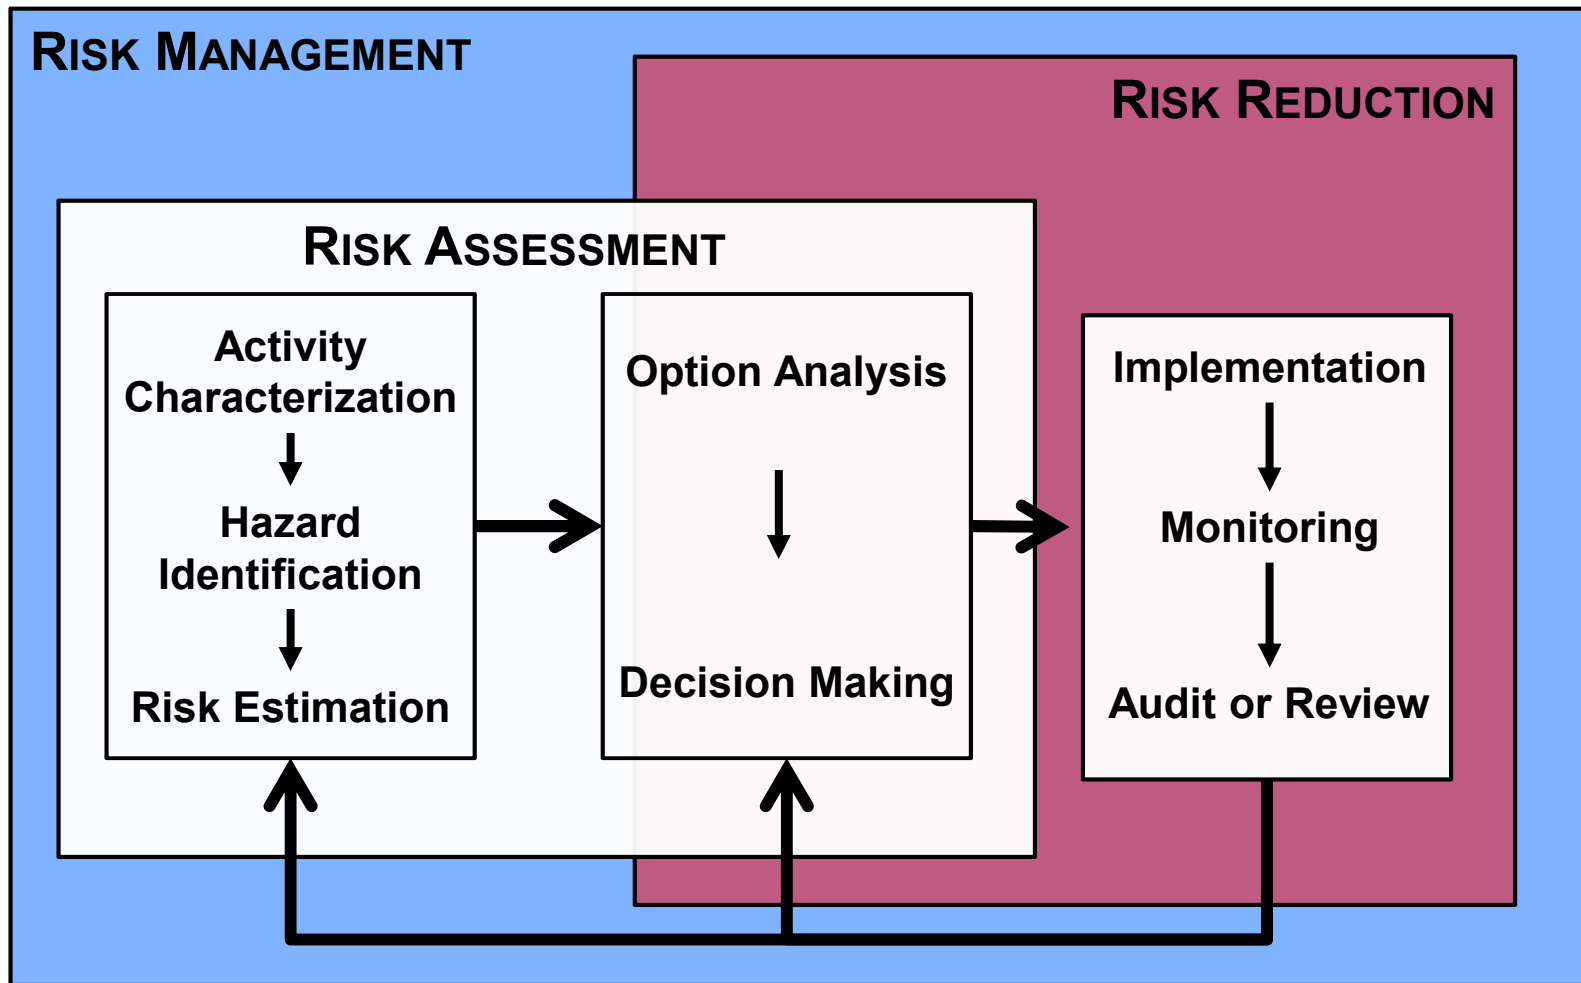 RISK MANAGEMENT
RISK REDUCTION
RISK ASSESSMENT
Activity
Characterization
Hazard
Identification
Risk Estimation
Option Analysis
Decision Making
Implementation
Monitoring
Audit or Review